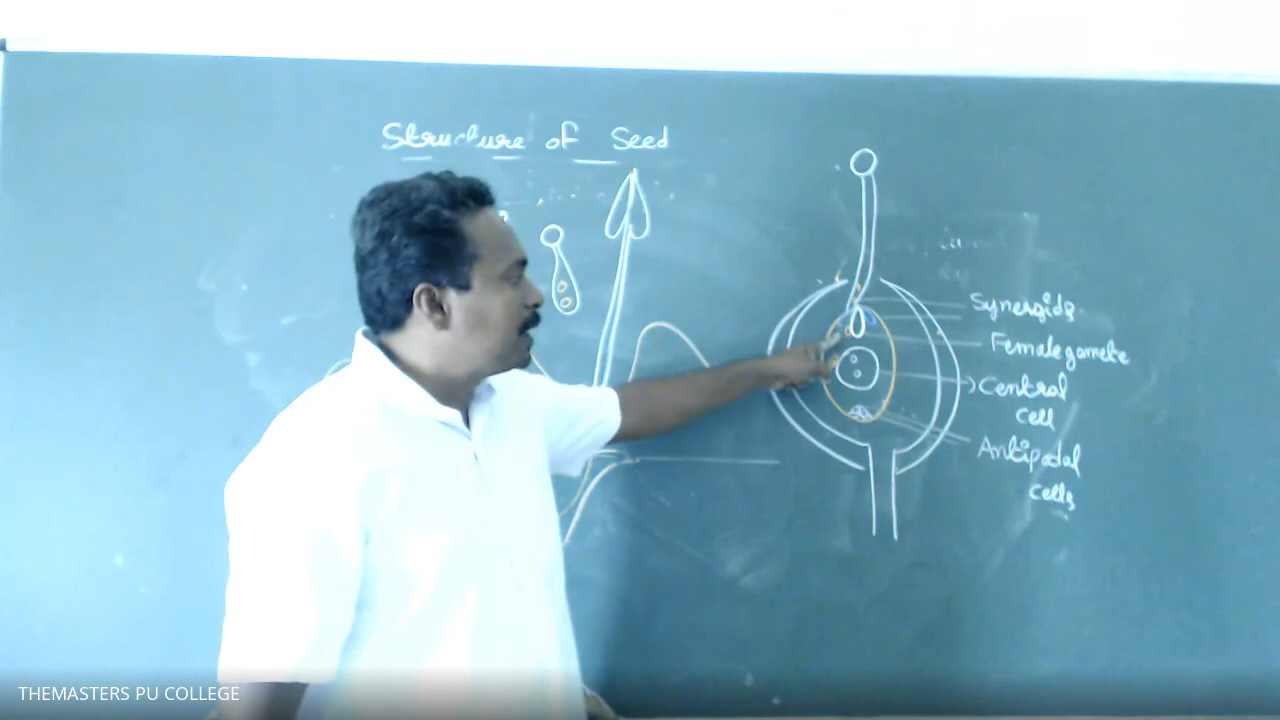 Structure of Seed
Synergids
Female gamete
Central
Cell
Antipodal
Cells
THEMASTERS PU COLLEGE